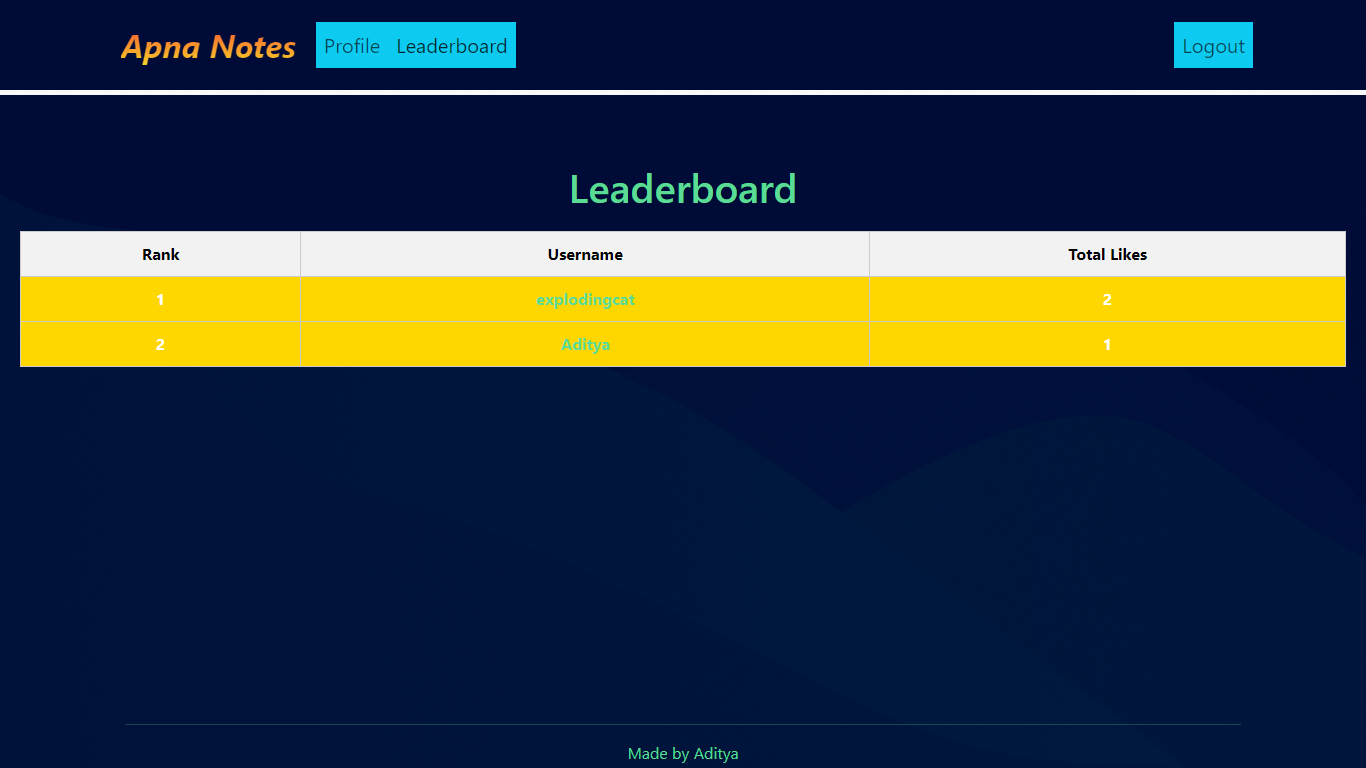 Apna Notes Profile Leaderboard Logout
Leaderboard
Rank Username Total Likes
1 explodingcat 2
2 Aditya 1
Made by Aditya